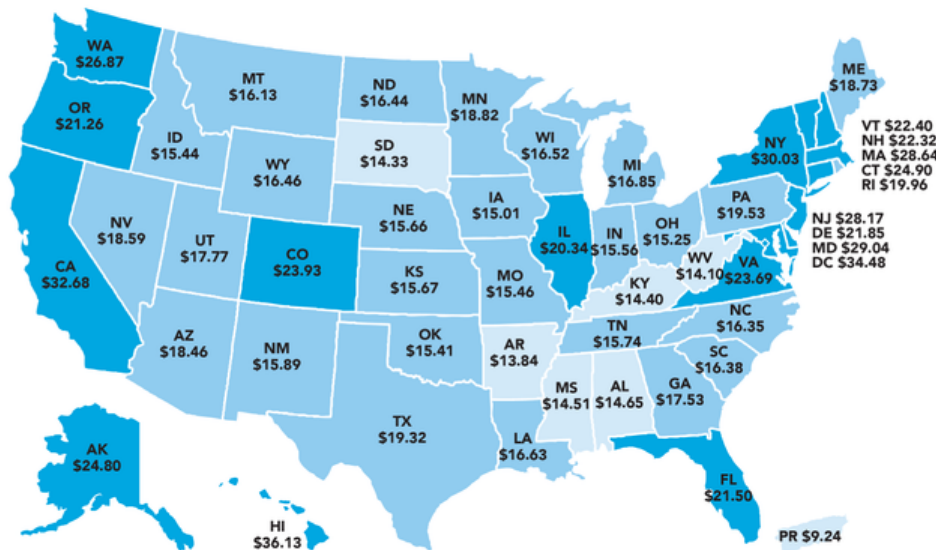 WA
$26.87
MT
$16.13
ND
$16.44
MN
$18.82
ME
$18.73
OR
$21.26
ID
$15.44
SD
$14.33
WI
$16.52
MI
$16.85
NY
$30.03
VT $22.40
NH $22.32
MA $28.64
CT $24.90
RI $19.96
WY
$16.46
NV
$18.59
UT
$17.77
CO
$23.93
NE
$15.66
IA
$15.01
IL
$20.34
IN
$15.56
OH
$15.25
PA
$19.53
NJ $28.17
DE $21.85
MD $29.04
DC $34.48
CA
$32.68
KS
$15.67
MO
$15.46
KY
$14.40
WV
$14.10
VA
$23.69
AZ
$18.46
NM
$15.89
OK
$15.41
AR
$13.84
TN
$15.74
NC
$16.35
SC
$16.38
TX
$19.32
LA
$16.63
MS
$14.51
AL
$14.65
GA
$17.53
AK
$24.80
HI
$36.13
FL
$21.50
PR $9.24